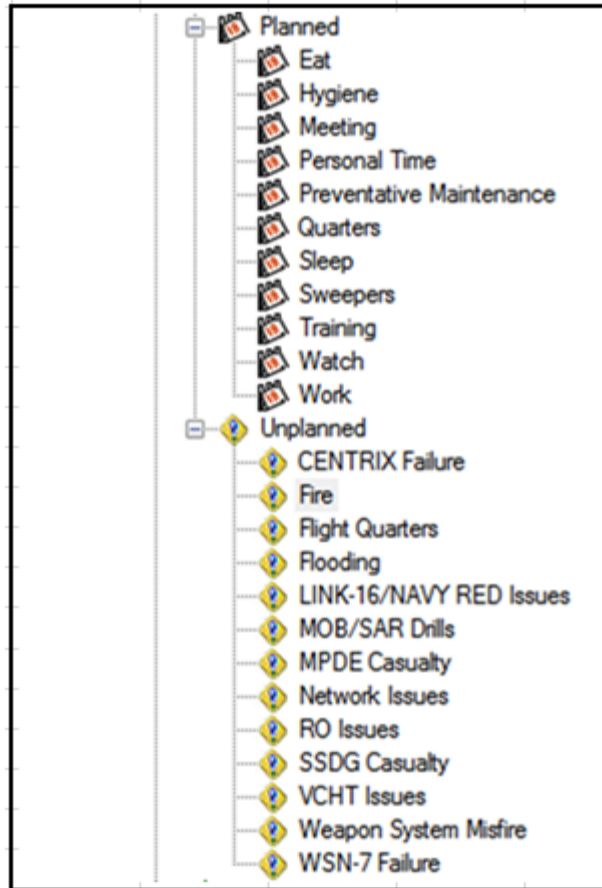 Planned
Eat
Hygiene
Meeting
Personal Time
Preventative Maintenance
Quarters
Sleep
Sweepers
Training
Watch
Work
Unplanned
CENTRIX Failure
Fire
Flight Quarters
Flooding
LINK-16/NAVY RED Issues
MOB/SAR Drills
MPDE Casualty
Network Issues
RO Issues
SSDG Casualty
VCHT Issues
Weapon System Misfire
WSN-7 Failure